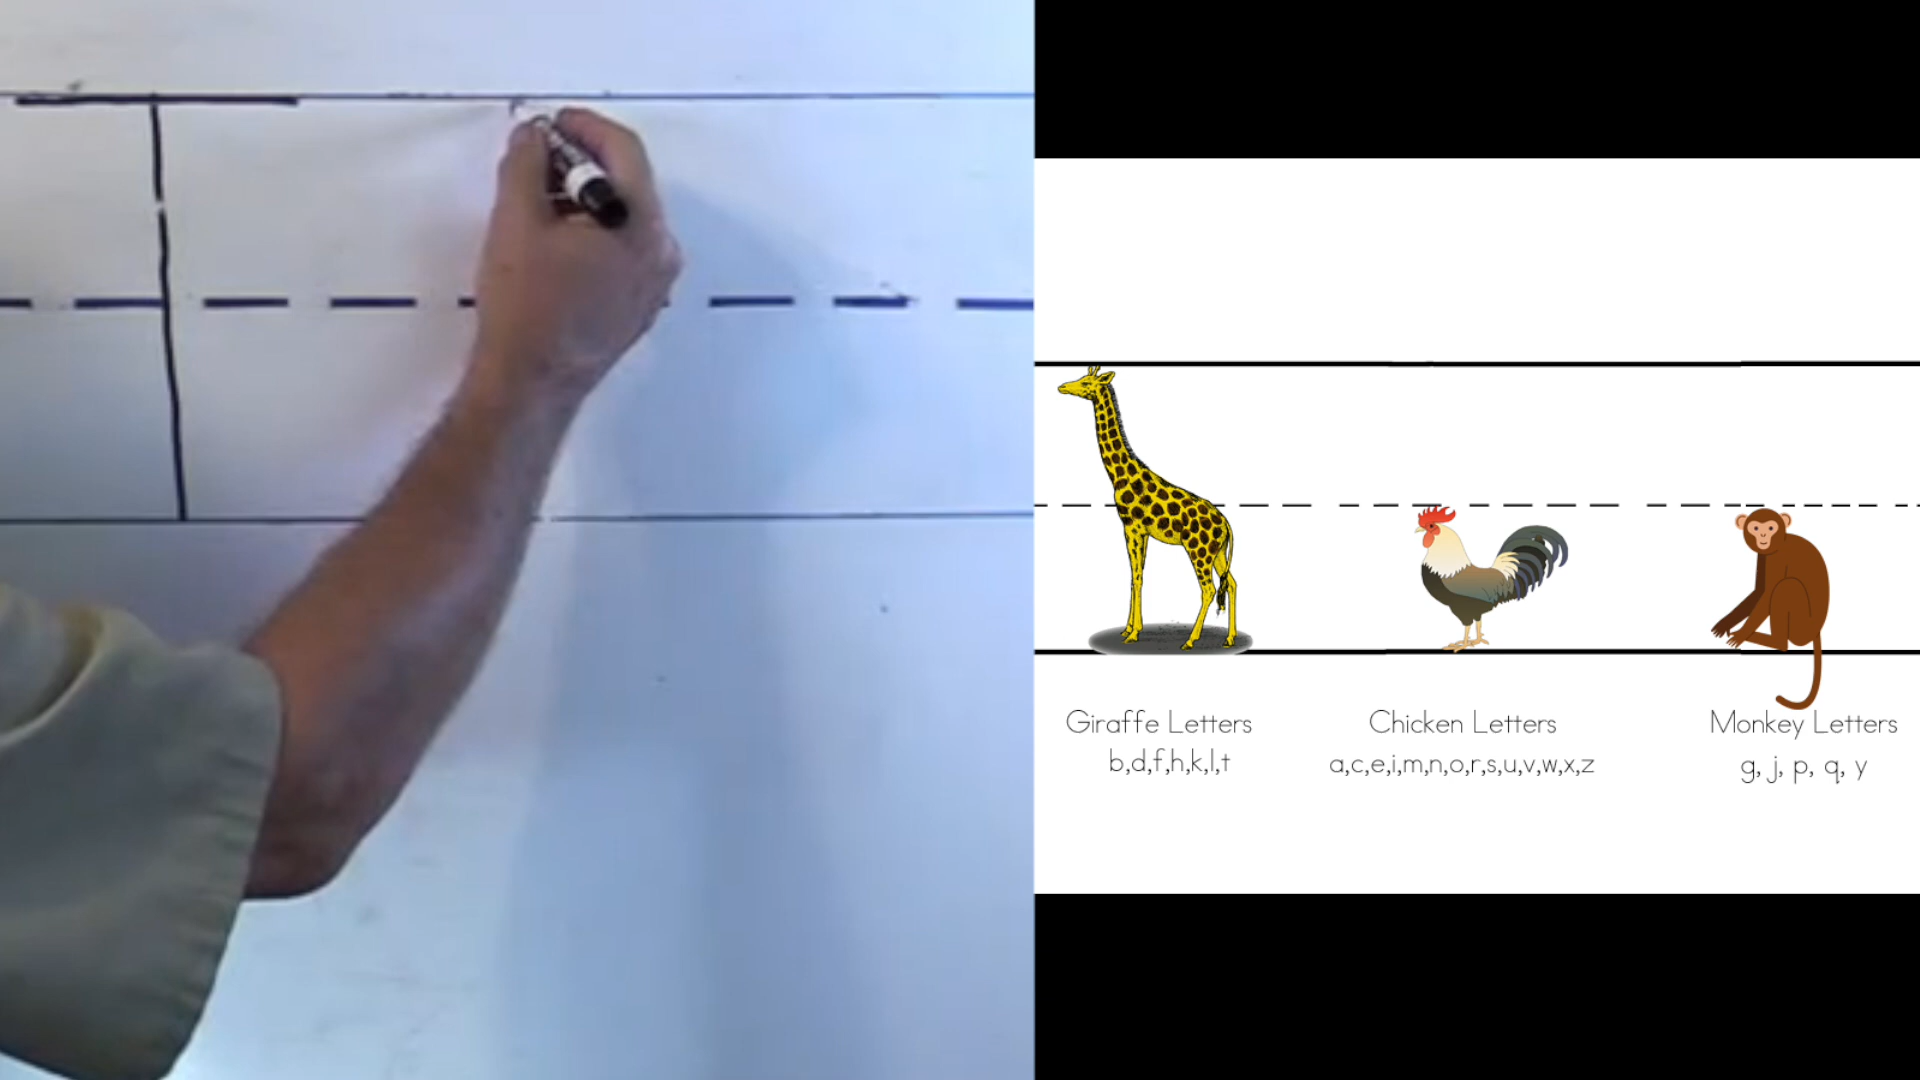 T
Giraffe Letters
b,d,f,h,k,l,t
Chicken Letters
a,c,e,i,m,n,o,r,s,u,v,w,x,z
Monkey Letters
g, j, p, q, y